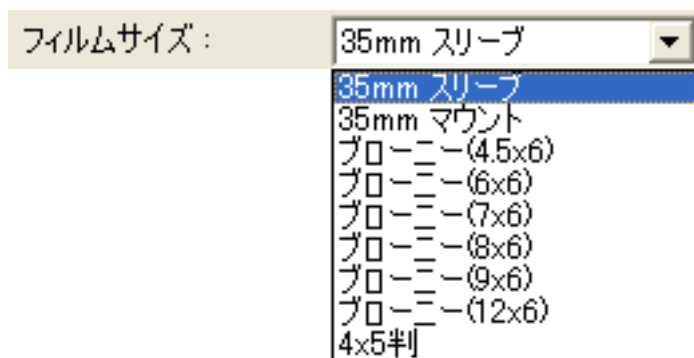 フィルムサイズ : 35mm スリーブ
35mm スリーブ
35mm マウント
ブローニー(4.5x6)
ブローニー(6x6)
ブローニー(7x6)
ブローニー(8x6)
ブローニー(9x6)
ブローニー(12x6)
4x5判